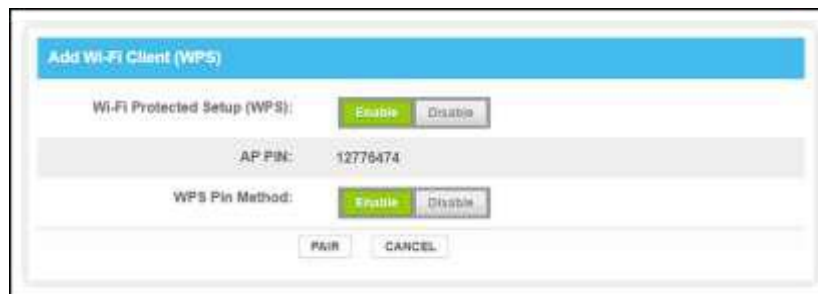 Add Wi-Fi Client (WPS)
Wi-Fi Protected Setup (WPS): Enable Disable
AP PIN: 12776474
WPS Pin Method: Enable Disable
PAIR CANCEL